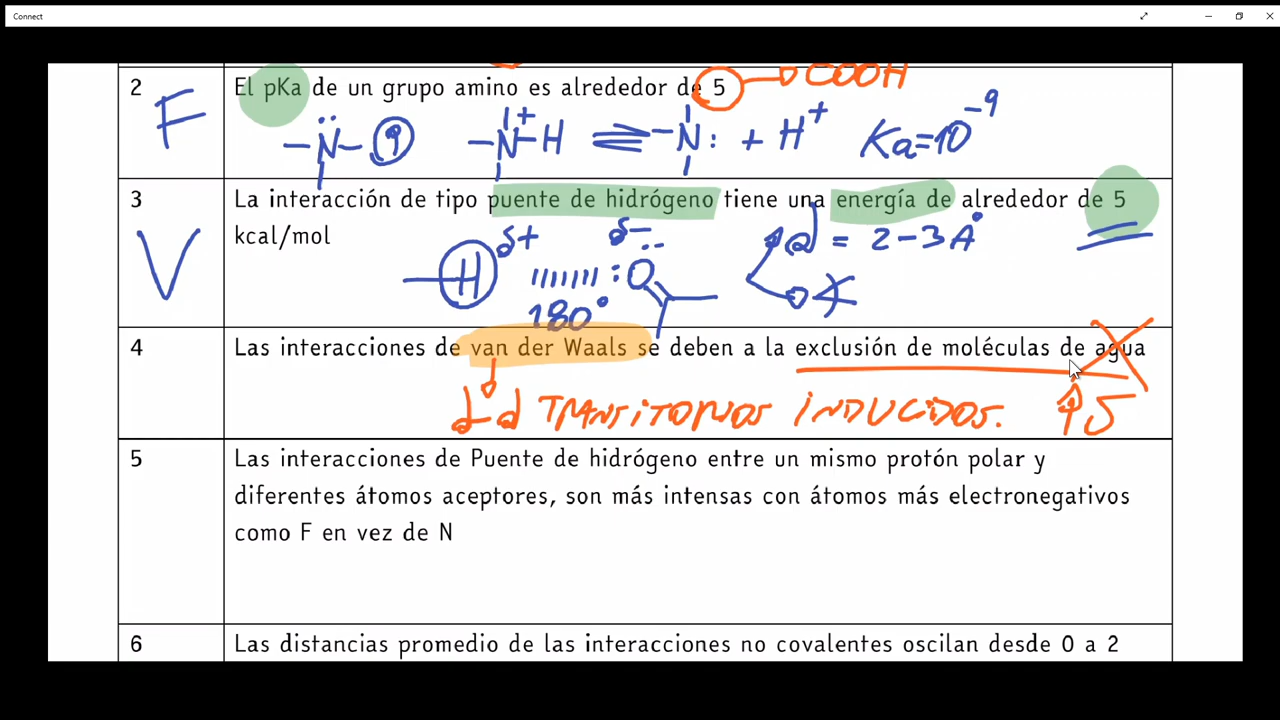 Connect
COOH
2 El pKa de un grupo amino es alrededor de 5
F
–N̈– 9 –N⁺–H ⇌ –N: + H⁺ Ka=10⁻⁹
3 La interacción de tipo puente de hidrógeno tiene una energía de alrededor de 5
kcal/mol
V
δ+ δ–
–H :O d = 2-3 Å
180°
4 Las interacciones de van der Waals se deben a la exclusión de moléculas de agua
d-d TRANSITORIOS INDUCIDOS. ↑S
5 Las interacciones de Puente de hidrógeno entre un mismo protón polar y
diferentes átomos aceptores, son más intensas con átomos más electronegativos
como F en vez de N
6 Las distancias promedio de las interacciones no covalentes oscilan desde 0 a 2